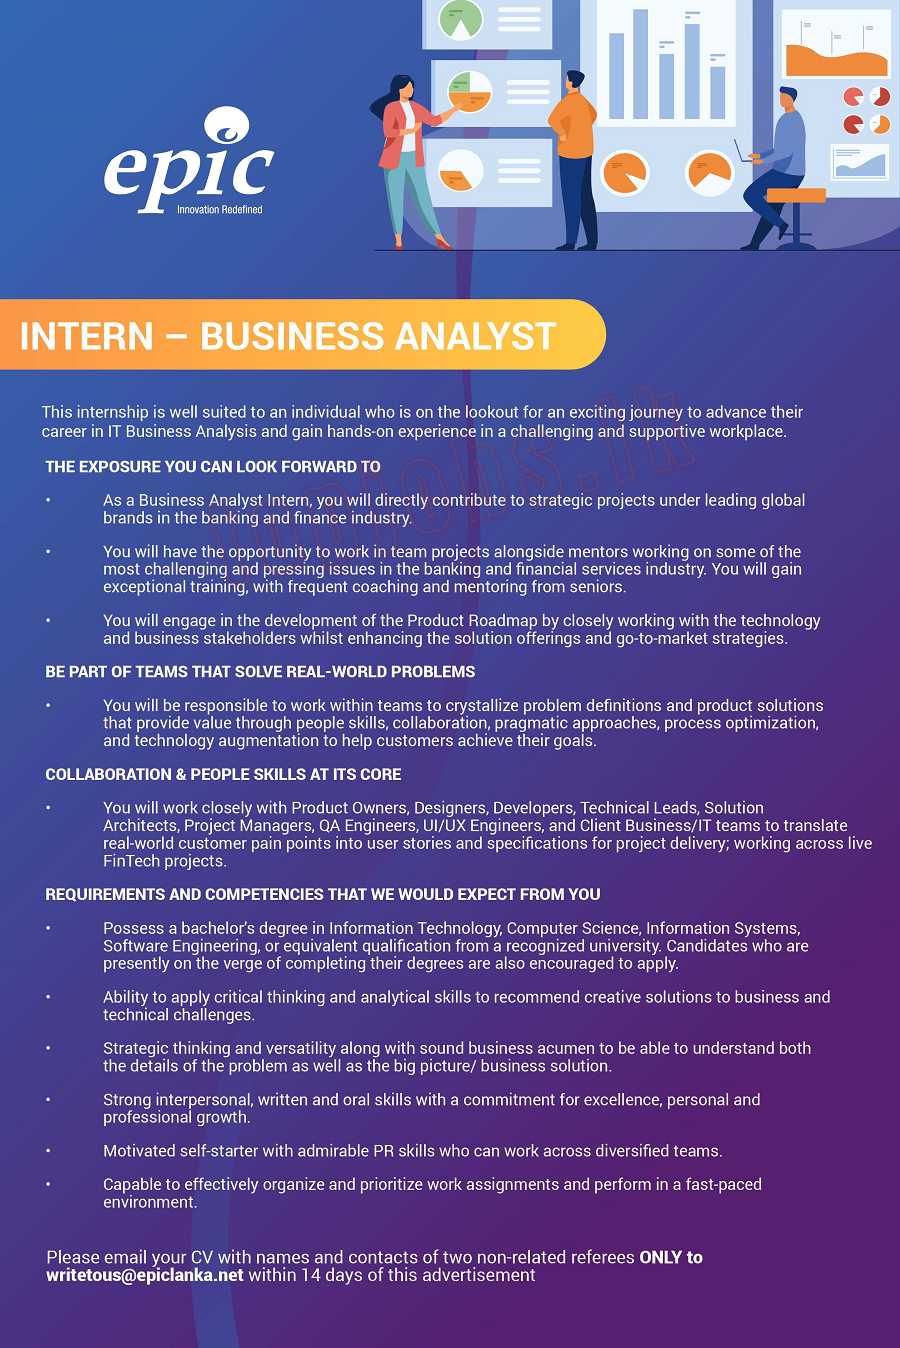 epic
Innovation Redefined
INTERN – BUSINESS ANALYST
This internship is well suited to an individual who is on the lookout for an exciting journey to advance their
career in IT Business Analysis and gain hands-on experience in a challenging and supportive workplace.
THE EXPOSURE YOU CAN LOOK FORWARD TO
• As a Business Analyst Intern, you will directly contribute to strategic projects under leading global
brands in the banking and finance industry.
• You will have the opportunity to work in team projects alongside mentors working on some of the
most challenging and pressing issues in the banking and financial services industry. You will gain
exceptional training, with frequent coaching and mentoring from seniors.
• You will engage in the development of the Product Roadmap by closely working with the technology
and business stakeholders whilst enhancing the solution offerings and go-to-market strategies.
BE PART OF TEAMS THAT SOLVE REAL-WORLD PROBLEMS
• You will be responsible to work within teams to crystallize problem definitions and product solutions
that provide value through people skills, collaboration, pragmatic approaches, process optimization,
and technology augmentation to help customers achieve their goals.
COLLABORATION & PEOPLE SKILLS AT ITS CORE
• You will work closely with Product Owners, Designers, Developers, Technical Leads, Solution
Architects, Project Managers, QA Engineers, UI/UX Engineers, and Client Business/IT teams to translate
real-world customer pain points into user stories and specifications for project delivery; working across live
FinTech projects.
REQUIREMENTS AND COMPETENCIES THAT WE WOULD EXPECT FROM YOU
• Possess a bachelor's degree in Information Technology, Computer Science, Information Systems,
Software Engineering, or equivalent qualification from a recognized university. Candidates who are
presently on the verge of completing their degrees are also encouraged to apply.
• Ability to apply critical thinking and analytical skills to recommend creative solutions to business and
technical challenges.
• Strategic thinking and versatility along with sound business acumen to be able to understand both
the details of the problem as well as the big picture/ business solution.
• Strong interpersonal, written and oral skills with a commitment for excellence, personal and
professional growth.
• Motivated self-starter with admirable PR skills who can work across diversified teams.
• Capable to effectively organize and prioritize work assignments and perform in a fast-paced
environment.
Please email your CV with names and contacts of two non-related referees ONLY to
writetous@epiclanka.net within 14 days of this advertisement